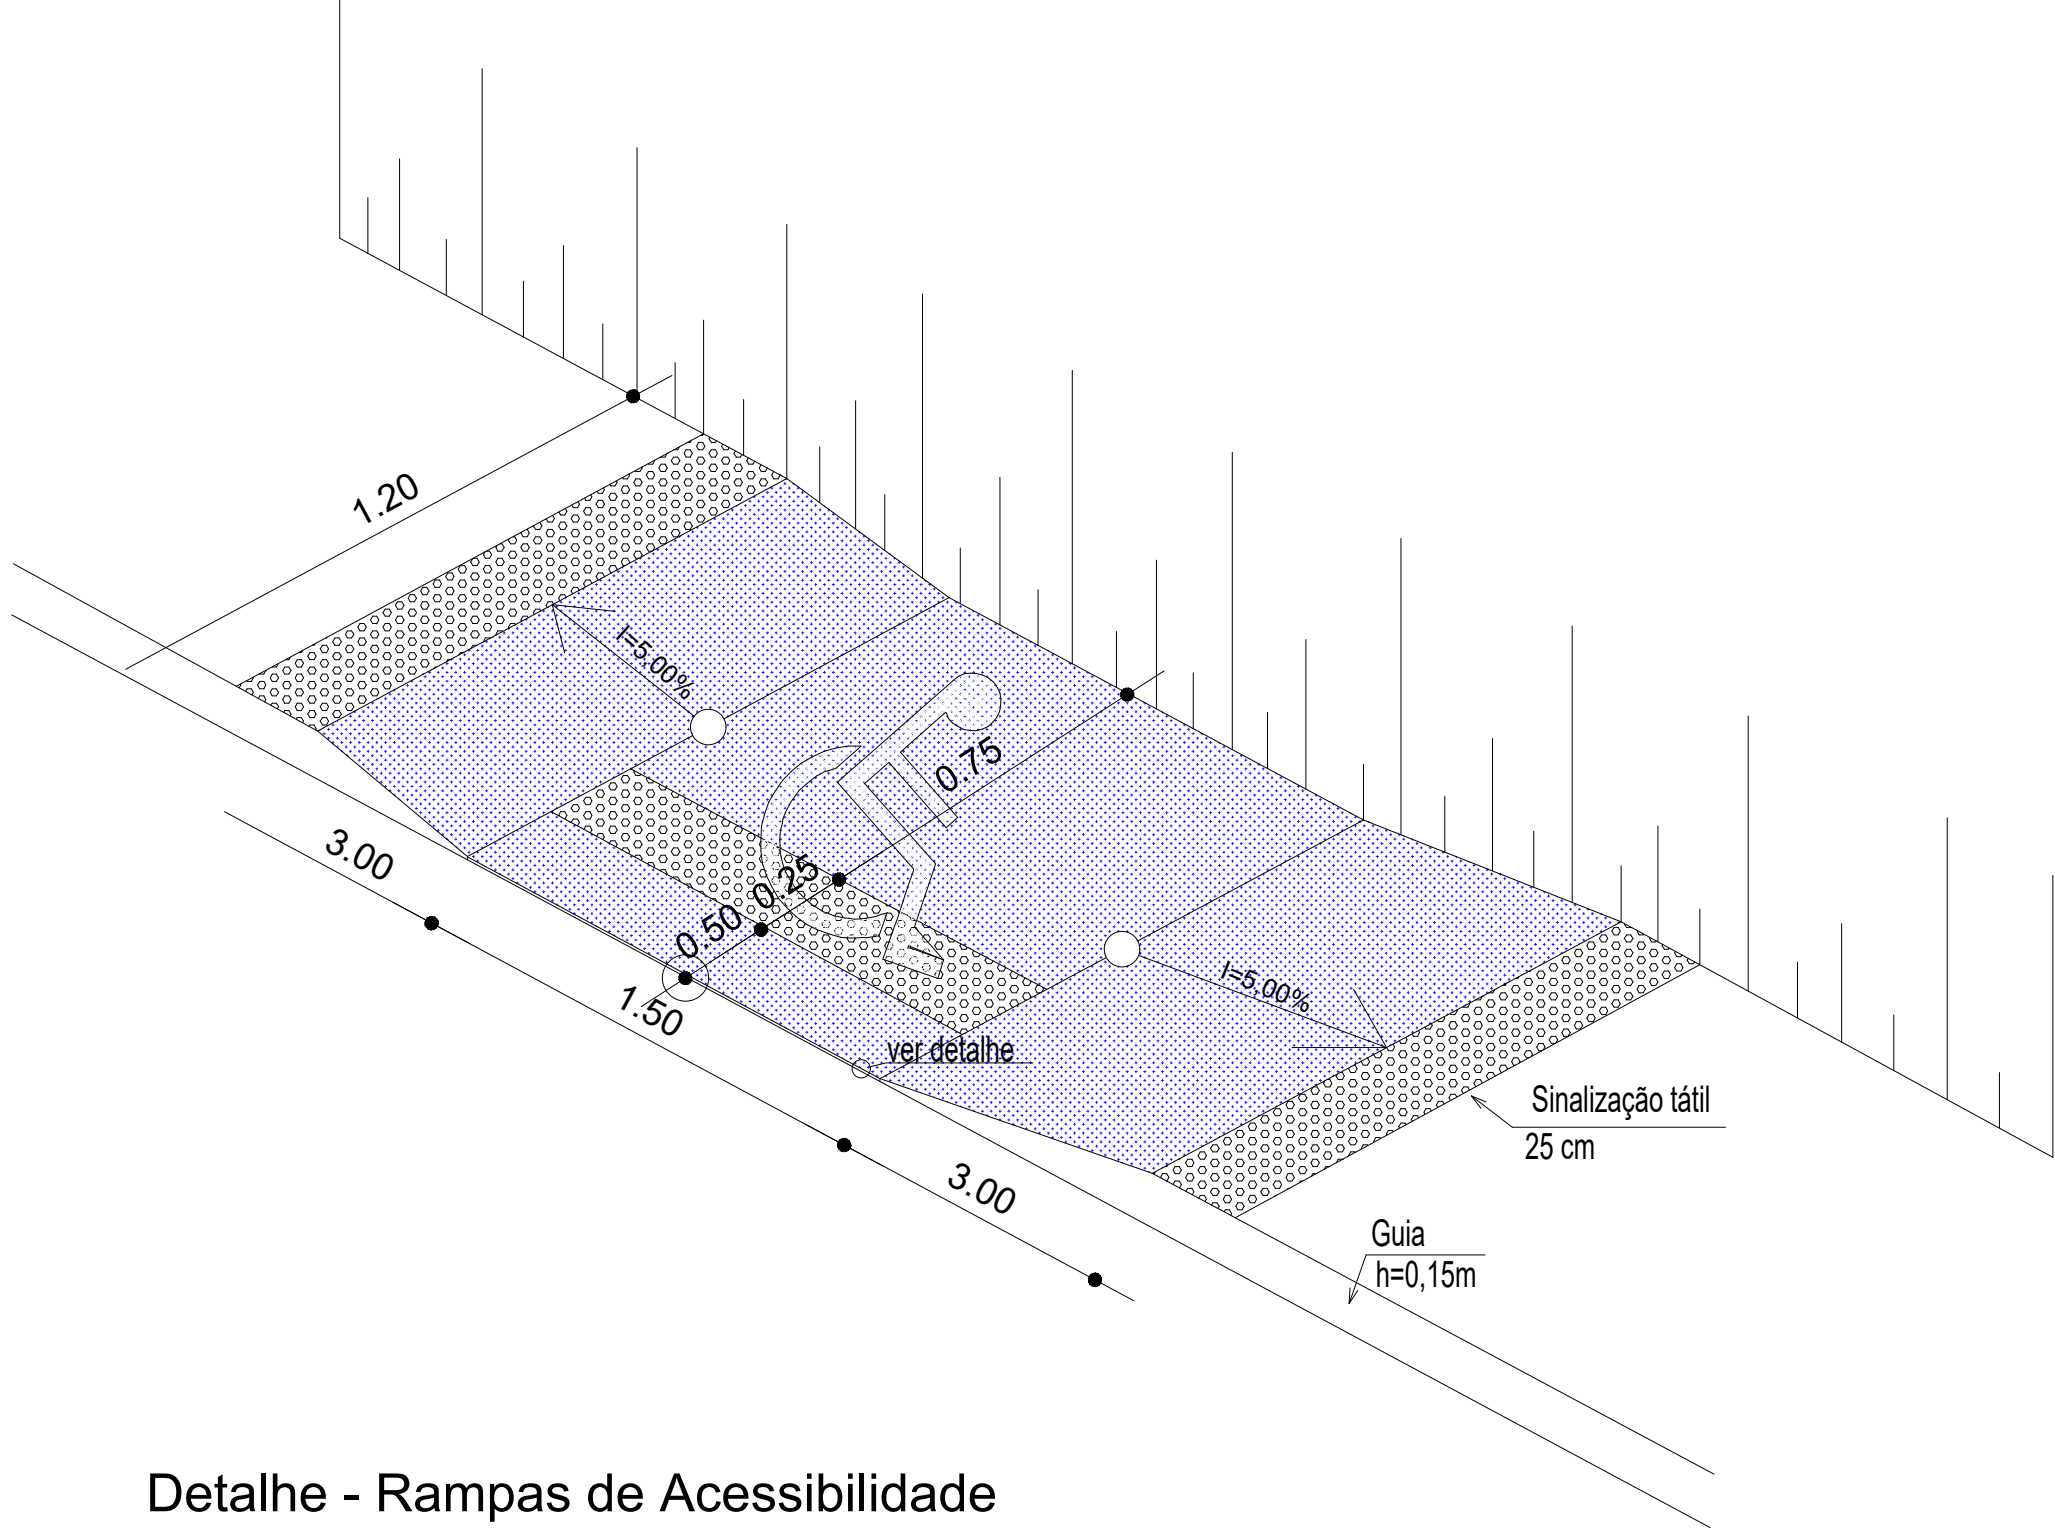 1.20
I=5,00%
0.75
3.00
0.25
0.50
1.50
I=5,00%
ver detalhe
Sinalização tátil
25 cm
3.00
Guia
h=0,15m
Detalhe - Rampas de Acessibilidade